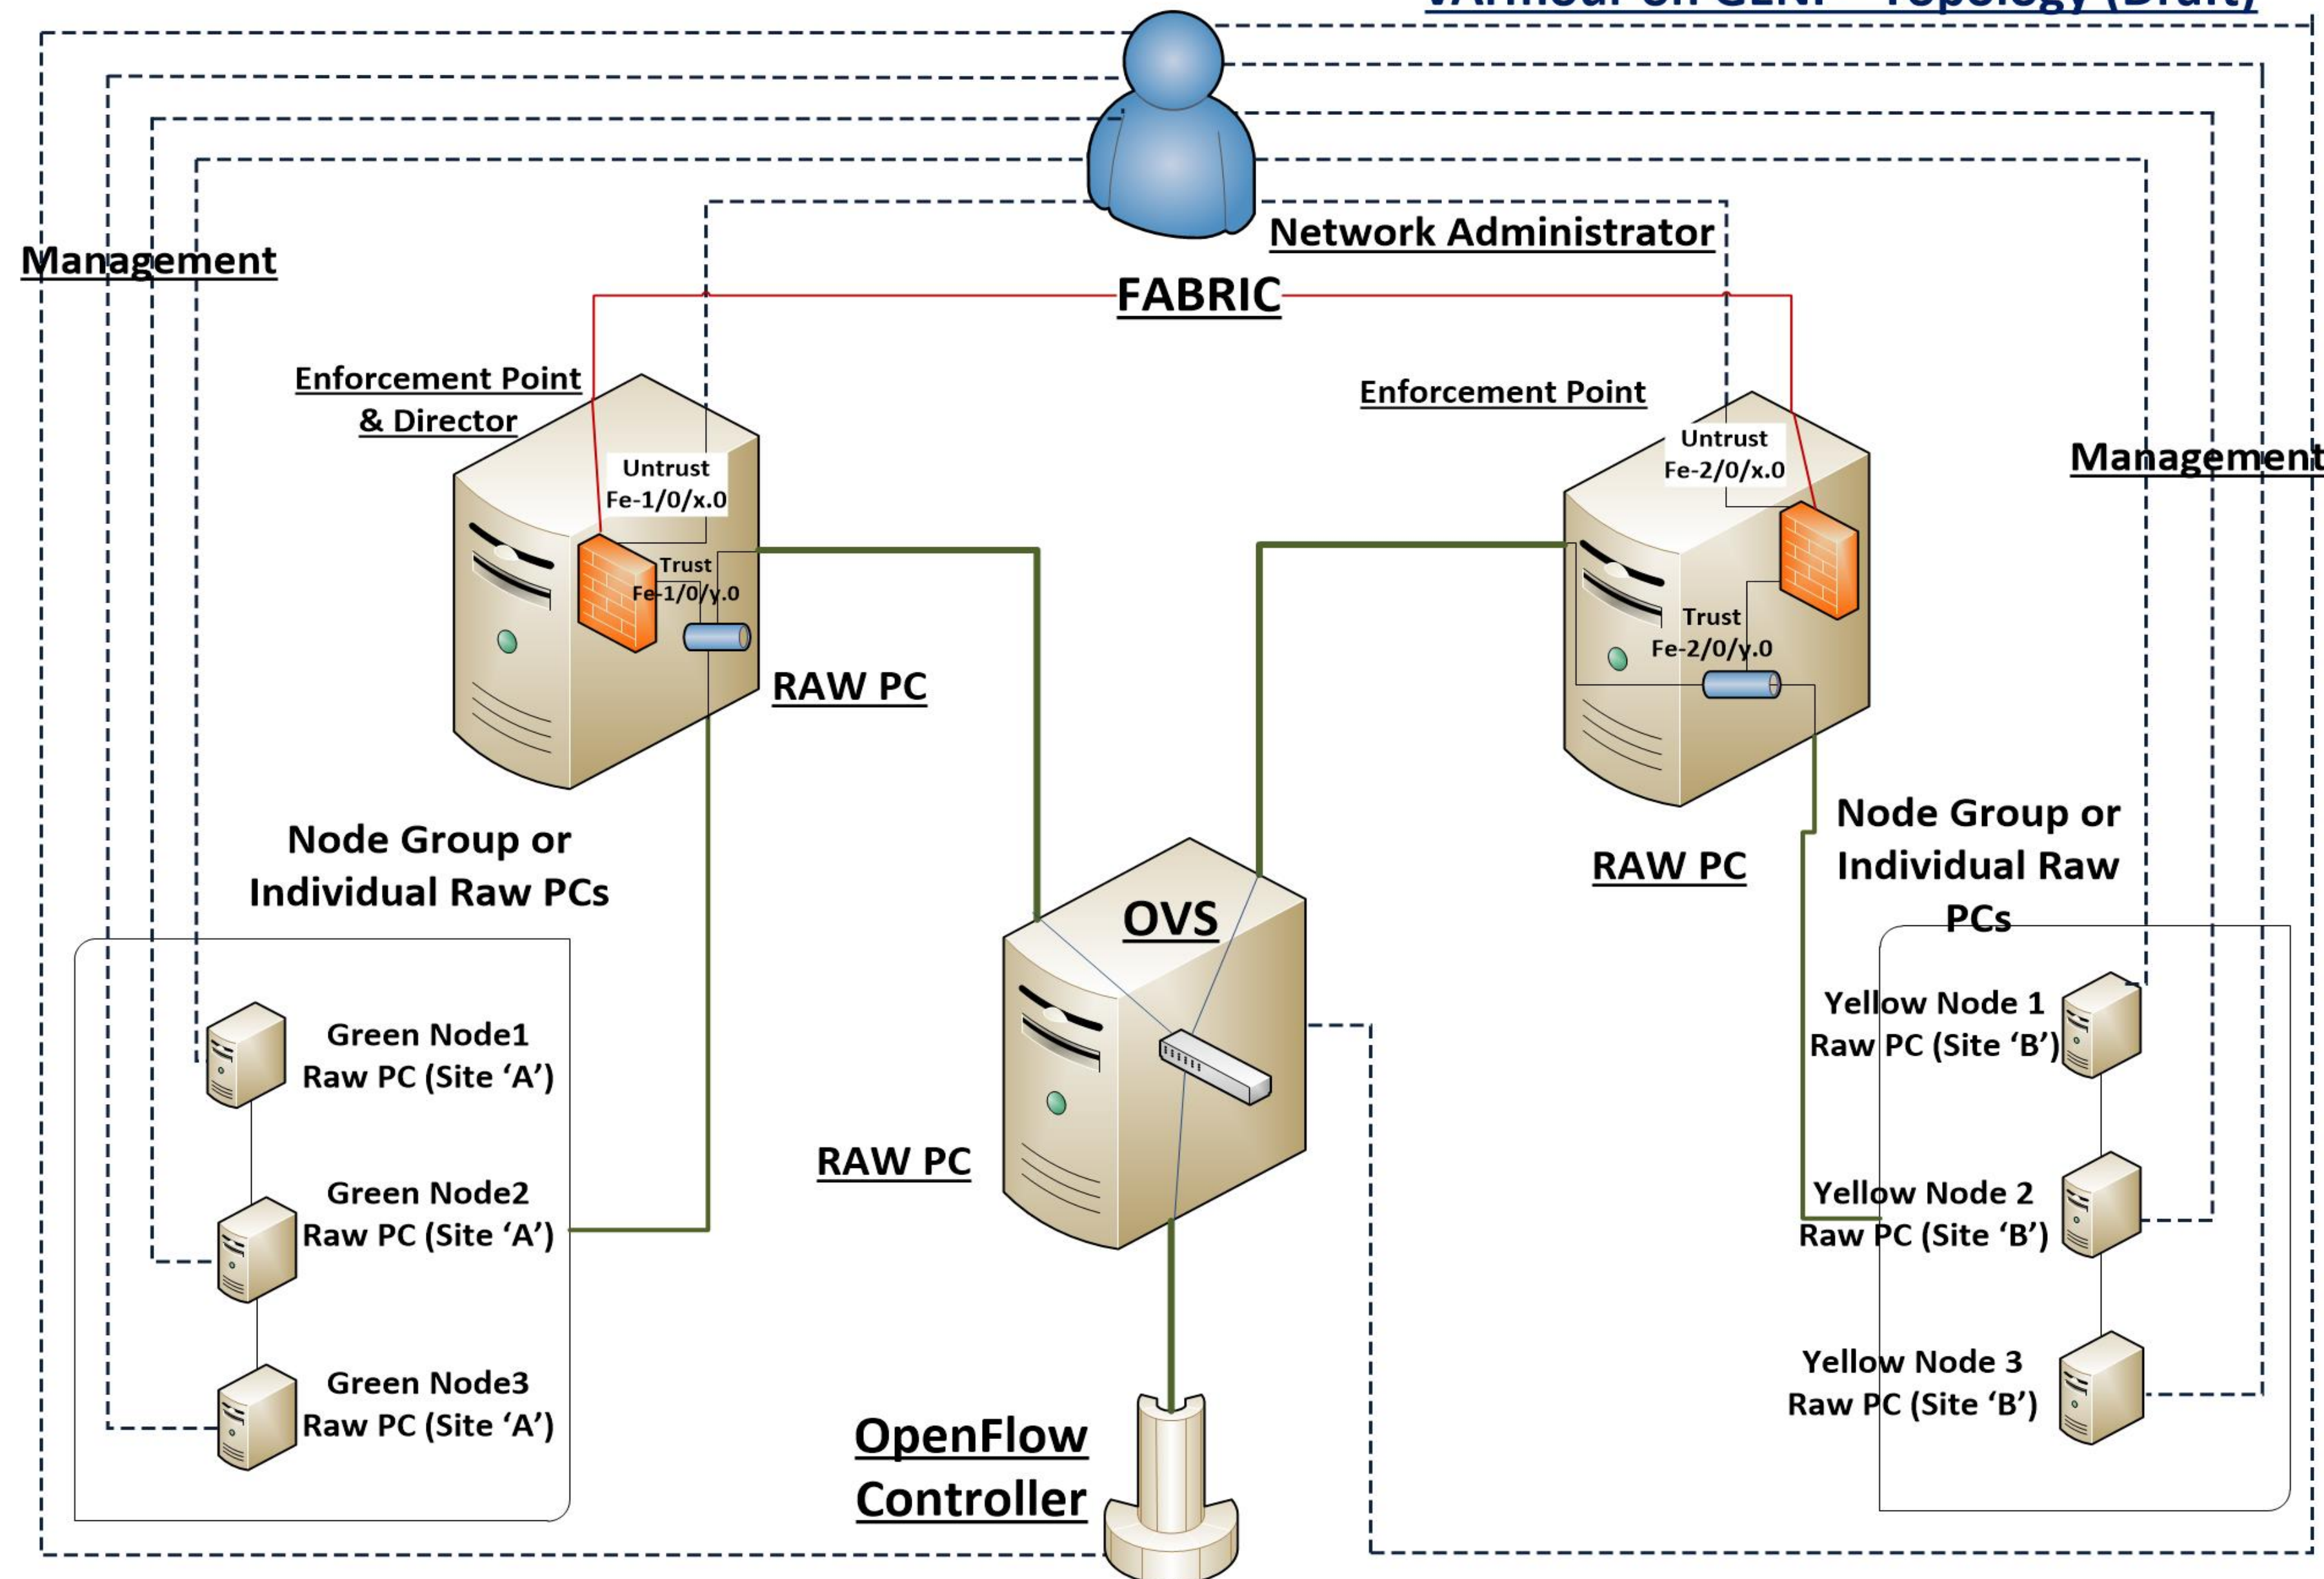 Topology (Draft)
Network Administrator
Management
FABRIC
Enforcement Point
& Director
Enforcement Point
Untrust
Fe-1/0/x.0
Untrust
Fe-2/0/x.0
Management
Trust
Fe-1/0/y.0
Trust
Fe-2/0/y.0
RAW PC
Node Group or
Individual Raw PCs
RAW PC
Node Group or
Individual Raw
PCs
OVS
Green Node1
Raw PC (Site ‘A’)
Yellow Node 1
Raw PC (Site ‘B’)
RAW PC
Green Node2
Raw PC (Site ‘A’)
Yellow Node 2
Raw PC (Site ‘B’)
Green Node3
Raw PC (Site ‘A’)
Yellow Node 3
Raw PC (Site ‘B’)
OpenFlow
Controller